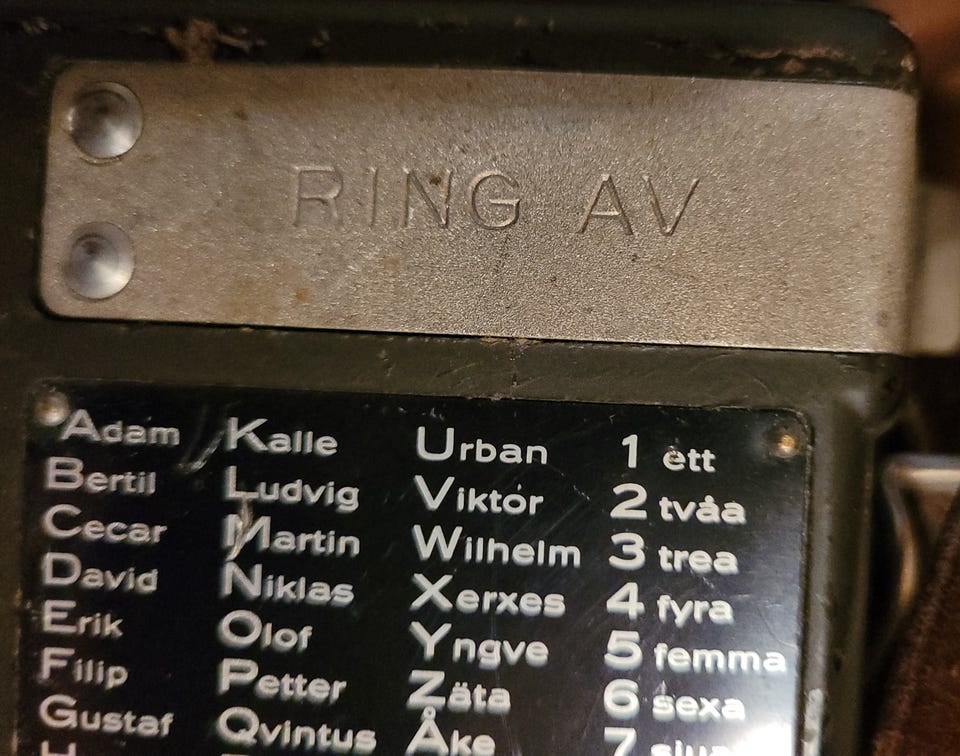 RING AV
Adam Kalle Urban 1 ett
Bertil Ludvig Viktor 2 tvåa
Cecar Martin Wilhelm 3 trea
David Niklas Xerxes 4 fyra
Erik Olof Yngve 5 femma
Filip Petter Zäta 6 sexa
Gustaf Qvintus Åke 7